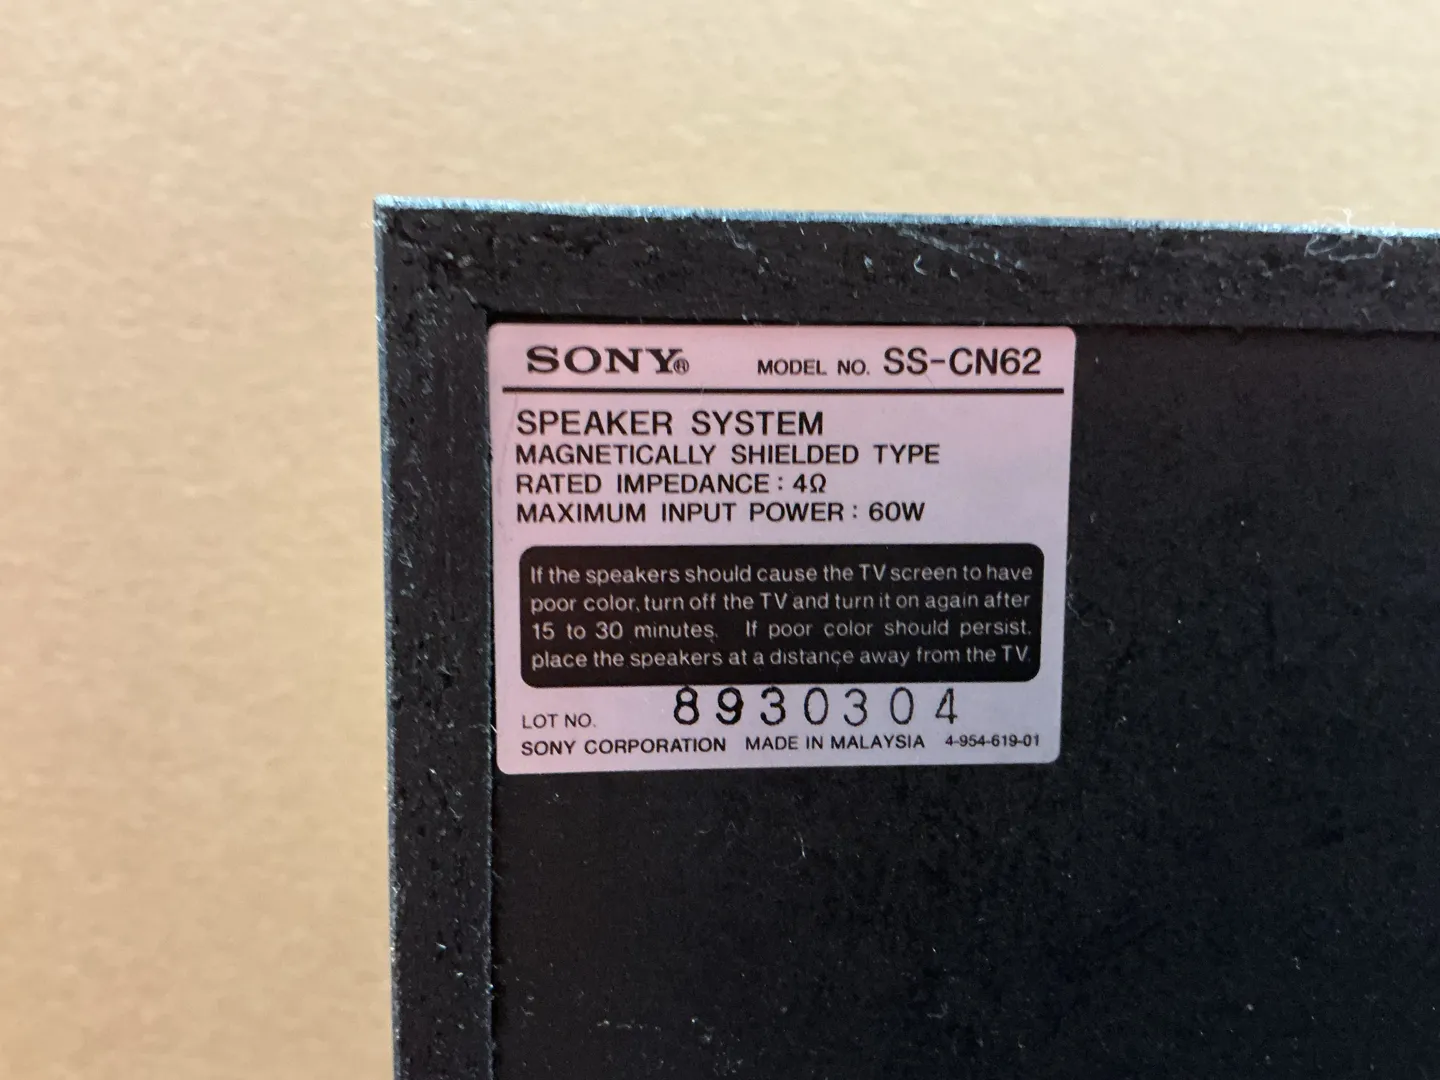 SONY® MODEL NO. SS-CN62
SPEAKER SYSTEM
MAGNETICALLY SHIELDED TYPE
RATED IMPEDANCE : 4Ω
MAXIMUM INPUT POWER : 60W
If the speakers should cause the TV screen to have
poor color, turn off the TV and turn it on again after
15 to 30 minutes. If poor color should persist,
place the speakers at a distance away from the TV.
LOT NO. 8930304
SONY CORPORATION MADE IN MALAYSIA 4-954-619-01